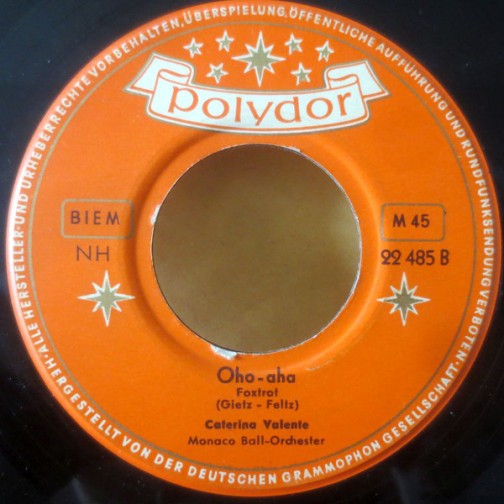 ALLE HERSTELLER-UND URHEBERRECHTE VORBEHALTEN, ÜBERSPIELUNG, ÖFFENTLICHE AUFFÜHRUNG UND RUNDFUNKSENDUNG VERBOTEN.
polydor
BIEM
M 45
NH
22 485 B
Oho-aha
Foxtrot
(Gietz - Feltz)
Caterina Valente
Monaco Ball-Orchester
HERGESTELLT VON DER DEUTSCHEN GRAMMOPHON GESELLSCHAFT